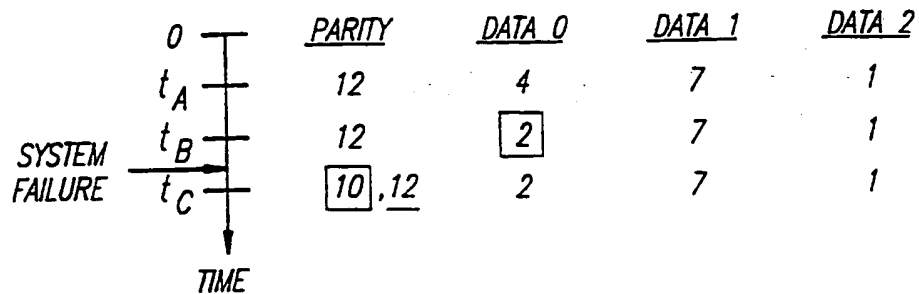 0 PARITY DATA 0 DATA 1 DATA 2
tA 12 4 7 1
tB 12 2 7 1
SYSTEM
FAILURE
tC 10 , 12 2 7 1
TIME